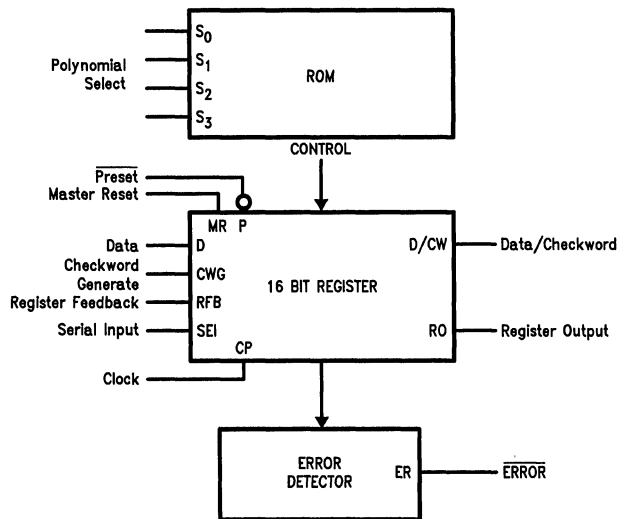 S0
Polynomial
Select
S1
S2
S3
ROM
CONTROL
Preset
Master Reset
MR P
Data
D
D/CW
Data/Checkword
Checkword
Generate
CWG
16 BIT REGISTER
Register Feedback
RFB
Serial Input
SEI
RO
Register Output
CP
Clock
ERROR
DETECTOR
ER
ERROR